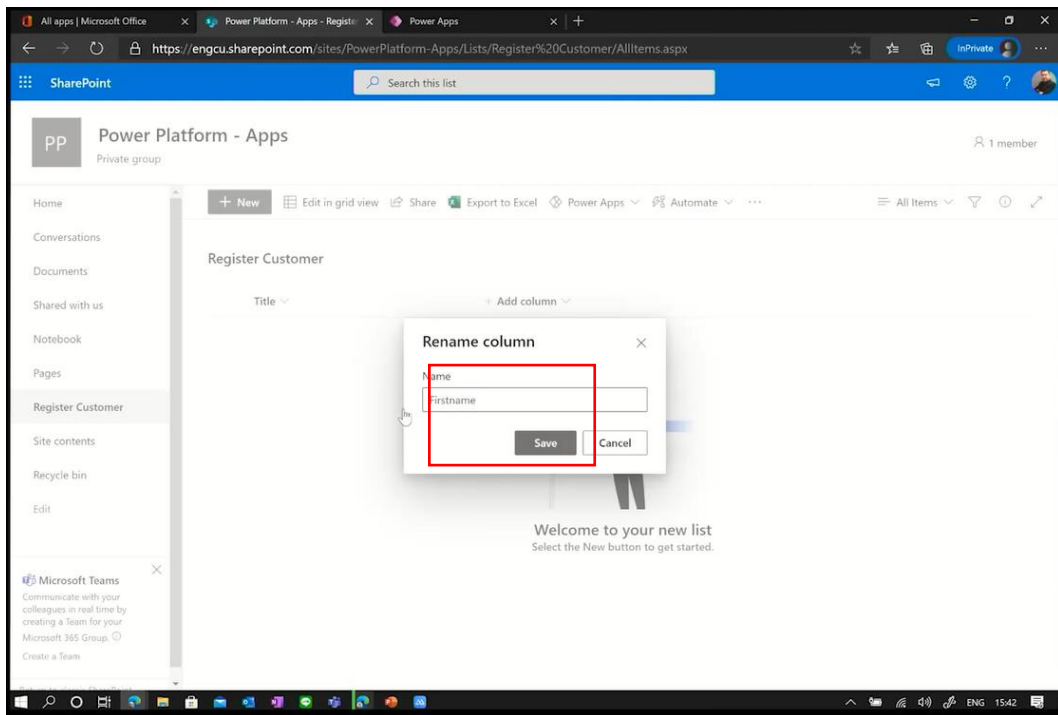 All apps | Microsoft Office
Power Platform - Apps - Registe
Power Apps
https://engcu.sharepoint.com/sites/PowerPlatform-Apps/Lists/Register%20Customer/AllItems.aspx
InPrivate
SharePoint
Search this list
PP
Power Platform - Apps
Private group
1 member
Home
Conversations
Documents
Shared with us
Notebook
Pages
Register Customer
Site contents
Recycle bin
Edit
+ New
Edit in grid view
Share
Export to Excel
Power Apps
Automate
All Items
Register Customer
Title
+ Add column
Rename column
Name
Firstname
Save
Cancel
Welcome to your new list
Select the New button to get started.
Microsoft Teams
Communicate with your
colleagues in real time by
creating a Team for your
Microsoft 365 Group.
Create a Team
ENG
15:42